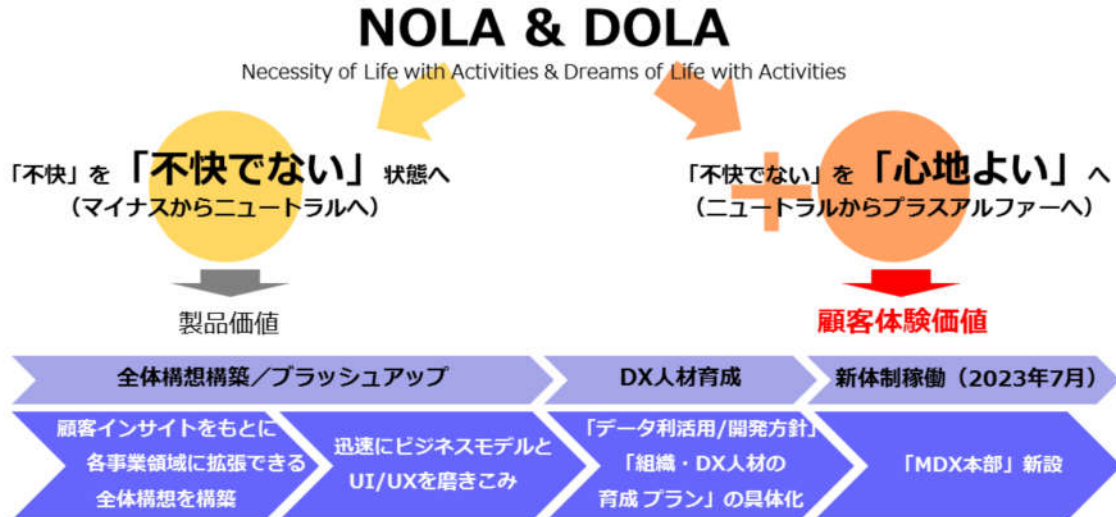 NOLA & DOLA
Necessity of Life with Activities & Dreams of Life with Activities
「不快」を「不快でない」状態へ
（マイナスからニュートラルへ）
製品価値
「不快でない」を「心地よい」へ
（ニュートラルからプラスアルファーへ）
顧客体験価値
全体構想構築／ブラッシュアップ
DX人材育成
新体制稼働（2023年7月）
顧客インサイトをもとに
各事業領域に拡張できる
全体構想を構築
迅速にビジネスモデルと
UI/UXを磨きこみ
「データ利活用/開発方針」
「組織・DX人材の
育成プラン」の具体化
「MDX本部」新設